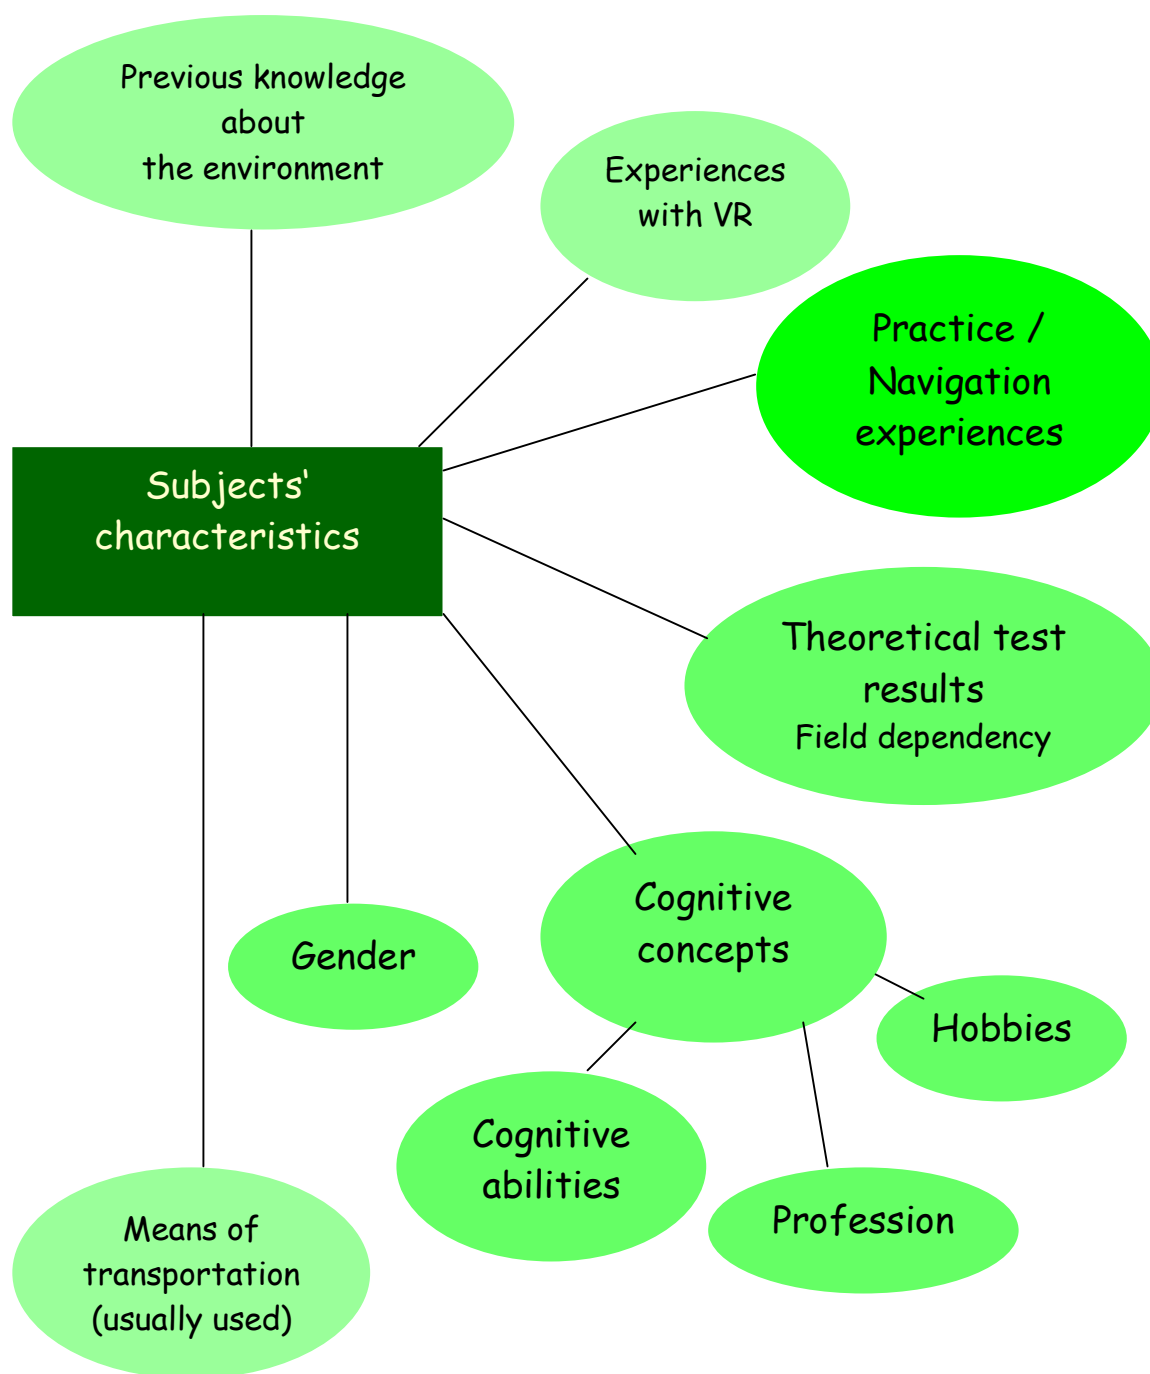 Previous knowledge
about
the environment
Experiences
with VR
Practice /
Navigation
experiences
Subjects'
characteristics
Theoretical test
results
Field dependency
Cognitive
concepts
Gender
Hobbies
Cognitive
abilities
Profession
Means of
transportation
(usually used)